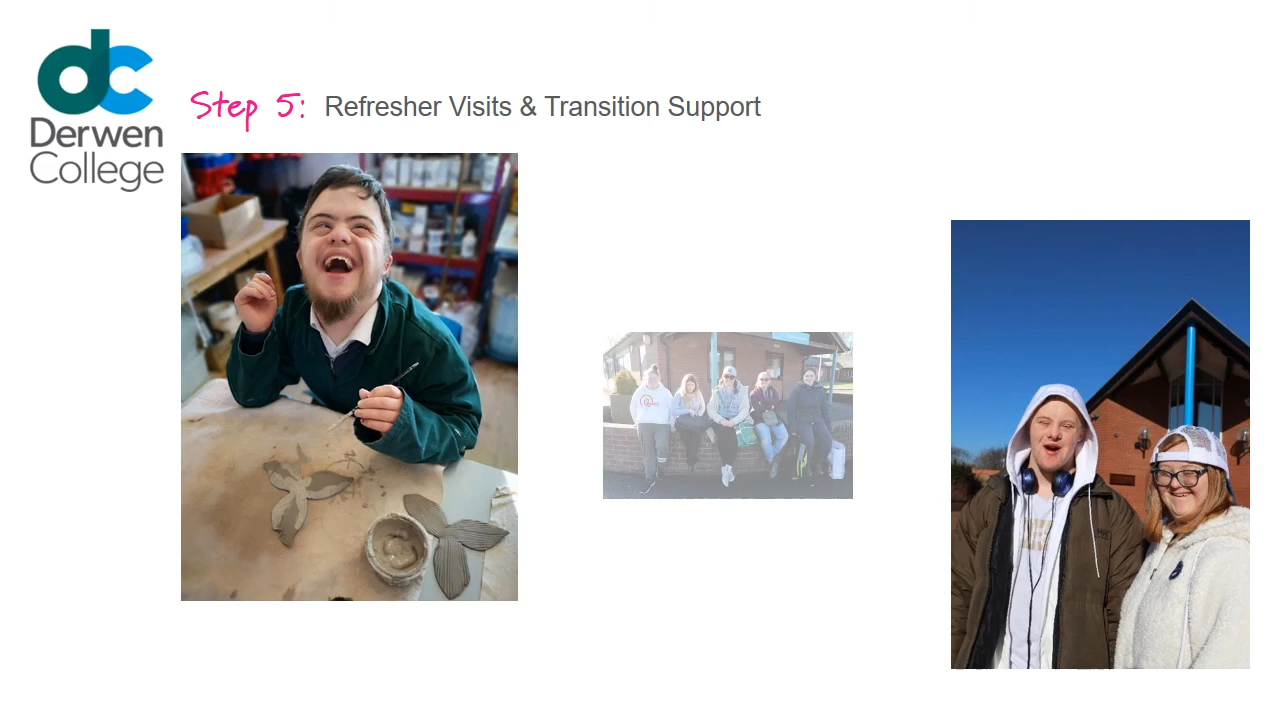 dc
Derwen
College
Step 5: Refresher Visits & Transition Support